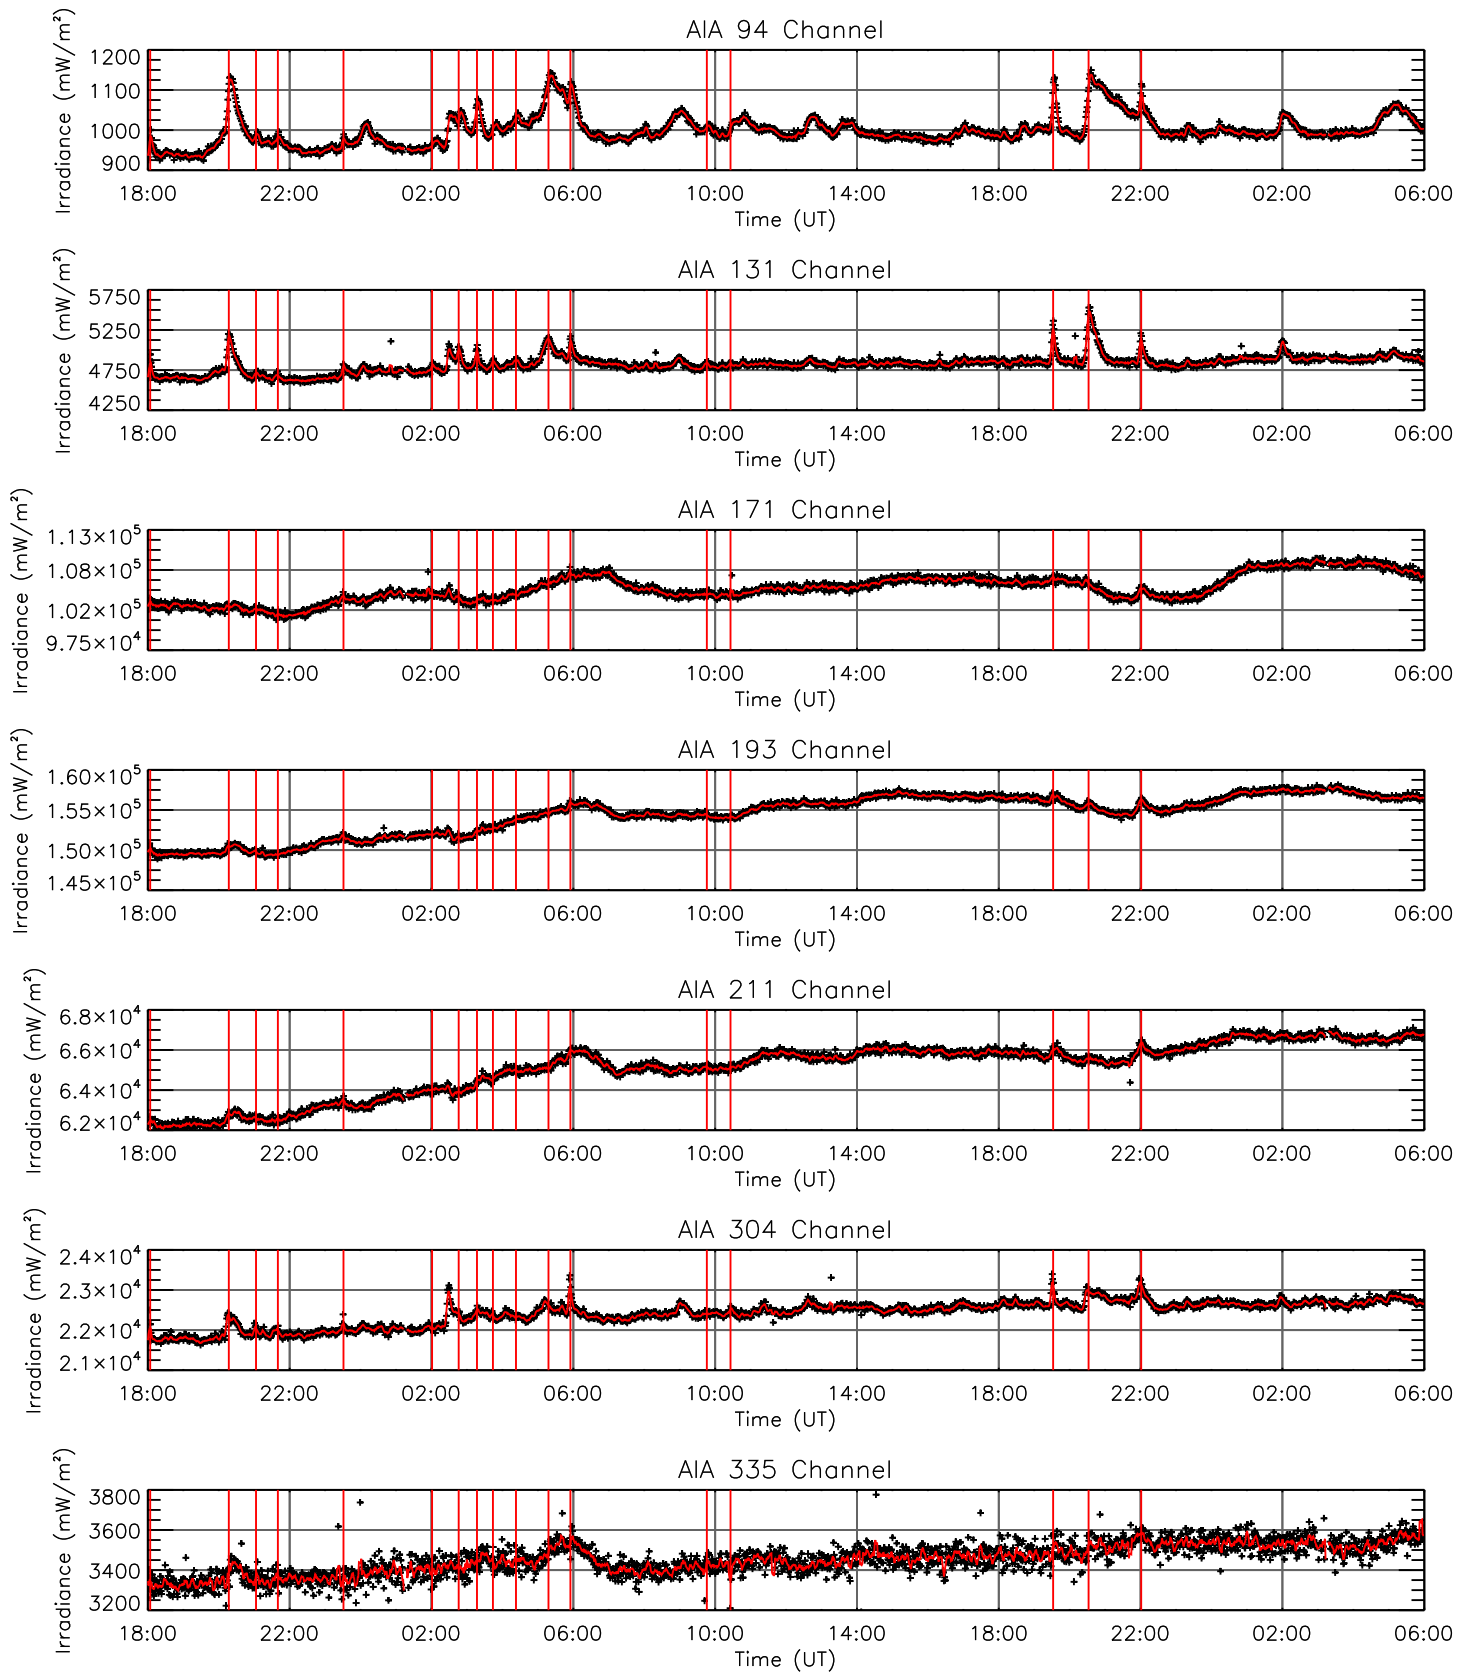 AIA 94 Channel
Irradiance (mW/m²)
1200
1100
1000
900
18:00 22:00 02:00 06:00 10:00 14:00 18:00 22:00 02:00 06:00
Time (UT)
AIA 131 Channel
Irradiance (mW/m²)
5750
5250
4750
4250
18:00 22:00 02:00 06:00 10:00 14:00 18:00 22:00 02:00 06:00
Time (UT)
AIA 171 Channel
Irradiance (mW/m²)
1.13×10⁵
1.08×10⁵
1.02×10⁵
9.75×10⁴
18:00 22:00 02:00 06:00 10:00 14:00 18:00 22:00 02:00 06:00
Time (UT)
AIA 193 Channel
Irradiance (mW/m²)
1.60×10⁵
1.55×10⁵
1.50×10⁵
1.45×10⁵
18:00 22:00 02:00 06:00 10:00 14:00 18:00 22:00 02:00 06:00
Time (UT)
AIA 211 Channel
Irradiance (mW/m²)
6.8×10⁴
6.6×10⁴
6.4×10⁴
6.2×10⁴
18:00 22:00 02:00 06:00 10:00 14:00 18:00 22:00 02:00 06:00
Time (UT)
AIA 304 Channel
Irradiance (mW/m²)
2.4×10⁴
2.3×10⁴
2.2×10⁴
2.1×10⁴
18:00 22:00 02:00 06:00 10:00 14:00 18:00 22:00 02:00 06:00
Time (UT)
AIA 335 Channel
Irradiance (mW/m²)
3800
3600
3400
3200
18:00 22:00 02:00 06:00 10:00 14:00 18:00 22:00 02:00 06:00
Time (UT)